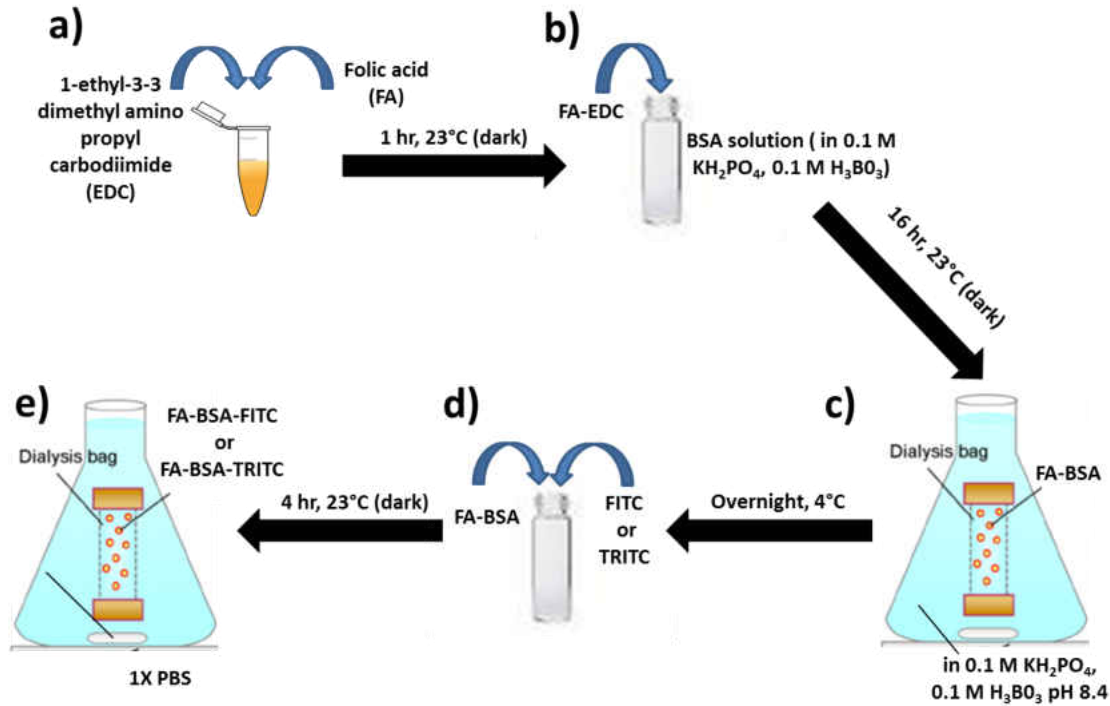 a)
1-ethyl-3-3
dimethyl amino
propyl
carbodiimide
(EDC)
Folic acid
(FA)
1 hr, 23°C (dark)
b)
FA-EDC
BSA solution ( in 0.1 M
KH₂PO₄, 0.1 M H₃B0₃)
16 hr, 23°C (dark)
c)
Dialysis bag
FA-BSA
in 0.1 M KH₂PO₄,
0.1 M H₃B0₃ pH 8.4
Overnight, 4°C
d)
FA-BSA
FITC
or
TRITC
4 hr, 23°C (dark)
e)
FA-BSA-FITC
or
FA-BSA-TRITC
Dialysis bag
1X PBS